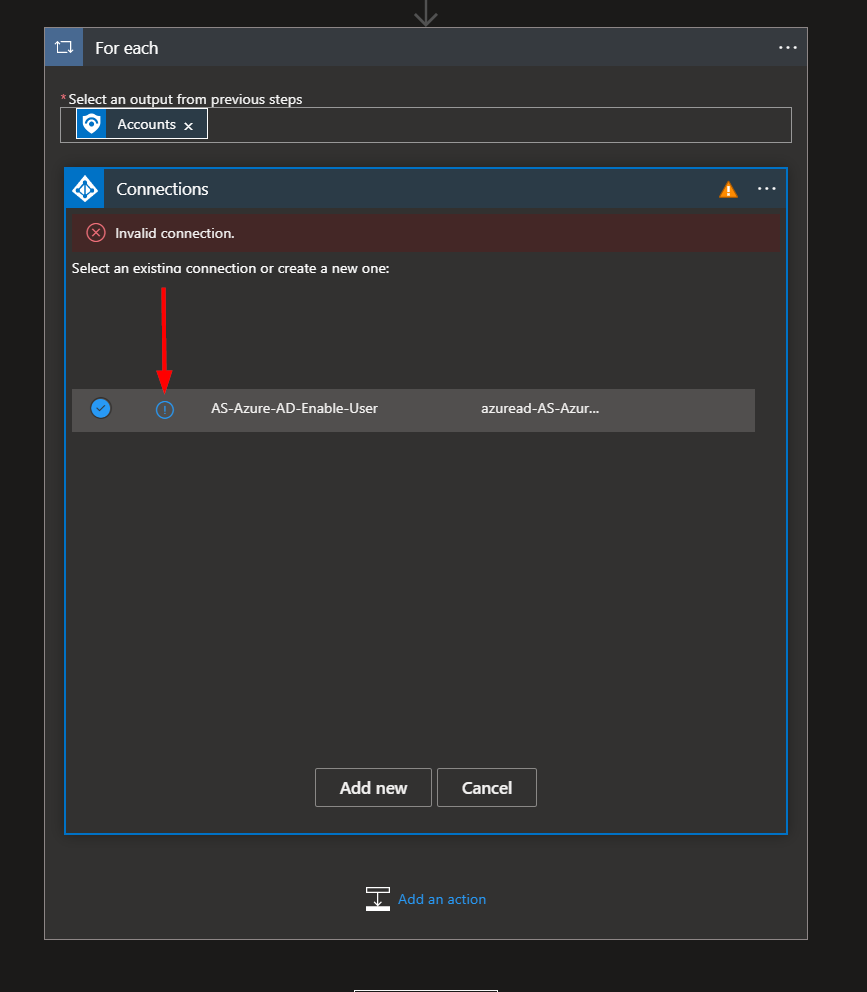 For each
* Select an output from previous steps
Accounts ×
Connections
Invalid connection.
Select an existing connection or create a new one:
AS-Azure-AD-Enable-User azuread-AS-Azur...
Add new Cancel
Add an action